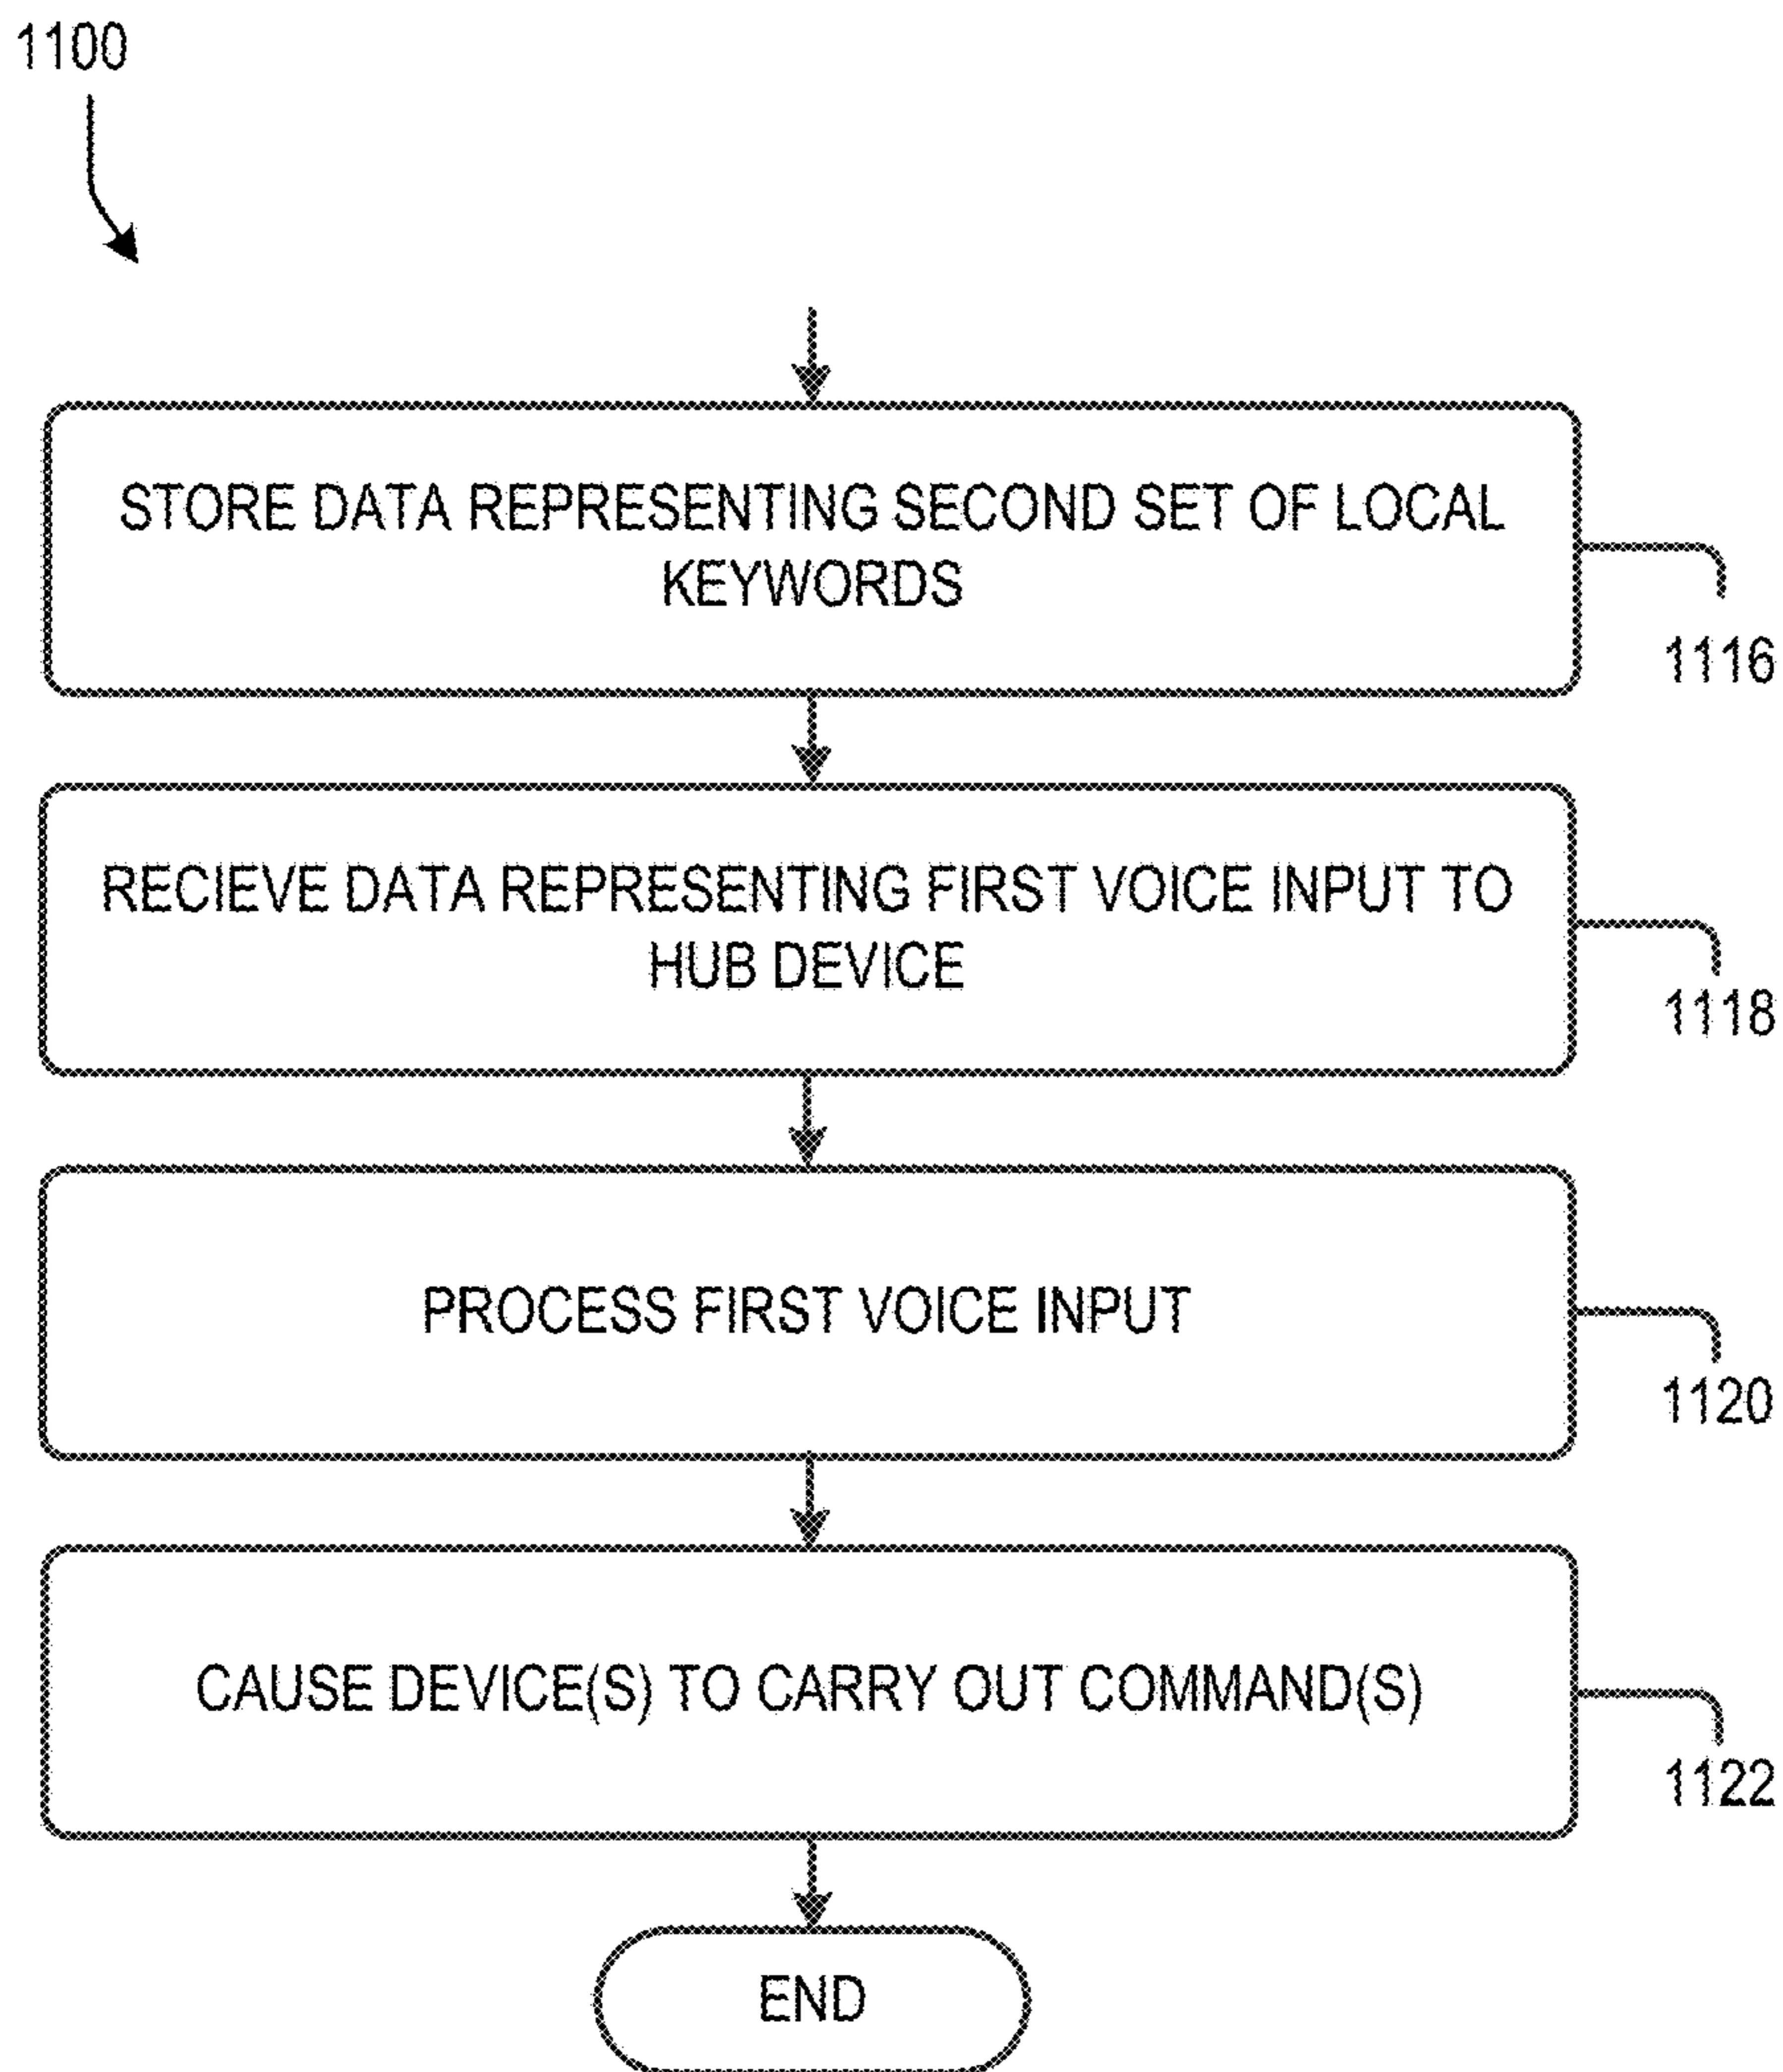 1100
STORE DATA REPRESENTING SECOND SET OF LOCAL
KEYWORDS
1116
RECIEVE DATA REPRESENTING FIRST VOICE INPUT TO
HUB DEVICE
1118
PROCESS FIRST VOICE INPUT
1120
CAUSE DEVICE(S) TO CARRY OUT COMMAND(S)
1122
END